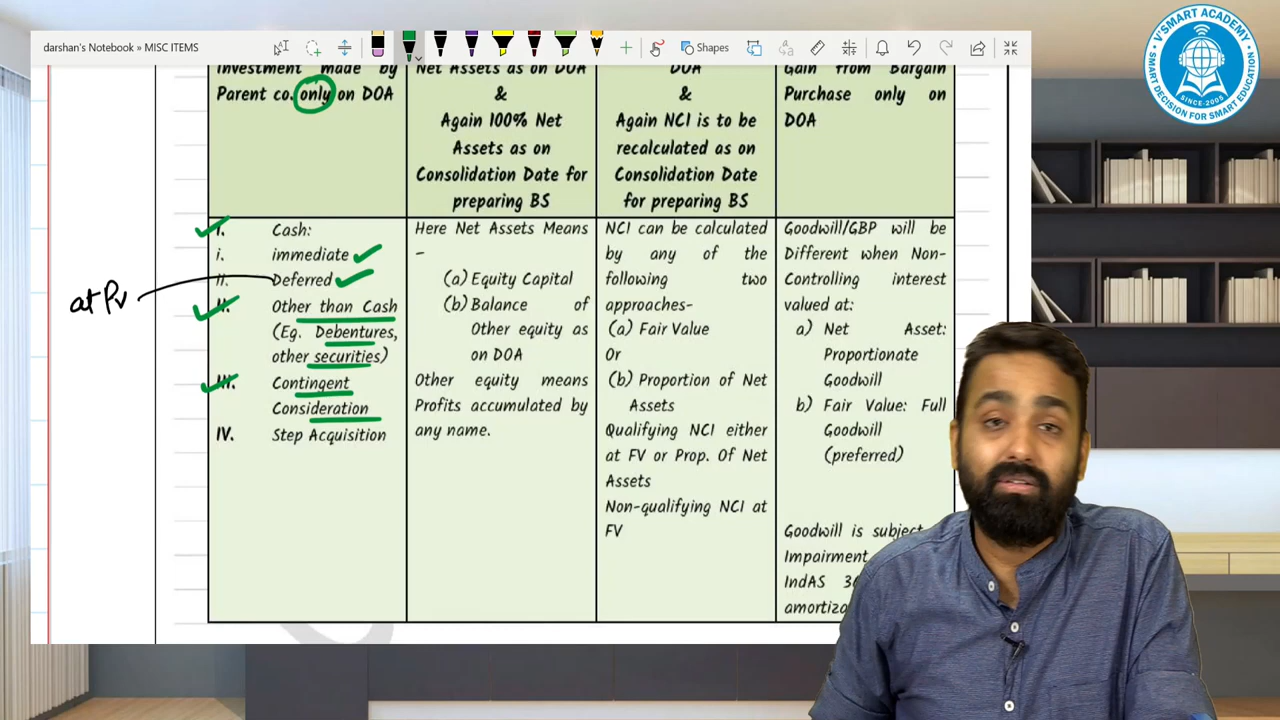 darshan's Notebook » MISC ITEMS
Shapes
V'SMART ACADEMY
SINCE-2005
SMART DECISION FOR SMART EDUCATION
Investment made by
Parent co. only on DOA
Net Assets as on DOA
&
Again 100% Net
Assets as on
Consolidation Date for
preparing BS
DOA
&
Again NCI is to be
recalculated as on
Consolidation Date
for preparing BS
Gain from Bargain
Purchase only on
DOA
I. Cash:
i. immediate
ii. Deferred
at PV
II. Other than Cash
(Eg. Debentures,
other securities)
III. Contingent
Consideration
IV. Step Acquisition
Here Net Assets Means
-
(a) Equity Capital
(b) Balance of
Other equity as
on DOA
Other equity means
Profits accumulated by
any name.
NCI can be calculated
by any of the
following two
approaches-
(a) Fair Value
Or
(b) Proportion of Net
Assets
Qualifying NCI either
at FV or Prop. Of Net
Assets
Non-qualifying NCI at
FV
Goodwill/GBP will be
Different when Non-
Controlling interest
valued at:
a) Net Asset:
Proportionate
Goodwill
b) Fair Value: Full
Goodwill
(preferred)
Goodwill is subject
Impairment
IndAS